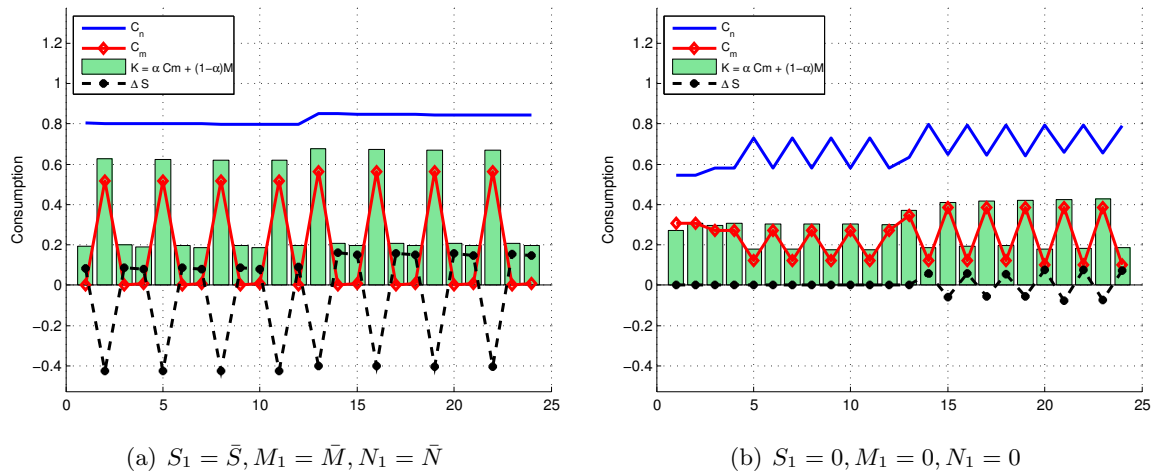 C_n
C_m
K = α Cm + (1−α)M
Δ S
1.2
1
0.8
0.6
0.4
0.2
0
−0.2
−0.4
Consumption
0 5 10 15 20 25
(a) S_1 = S̄, M_1 = M̄, N_1 = N̄
C_n
C_m
K = α Cm + (1−α)M
Δ S
1.2
1
0.8
0.6
0.4
0.2
0
−0.2
−0.4
Consumption
0 5 10 15 20 25
(b) S_1 = 0, M_1 = 0, N_1 = 0